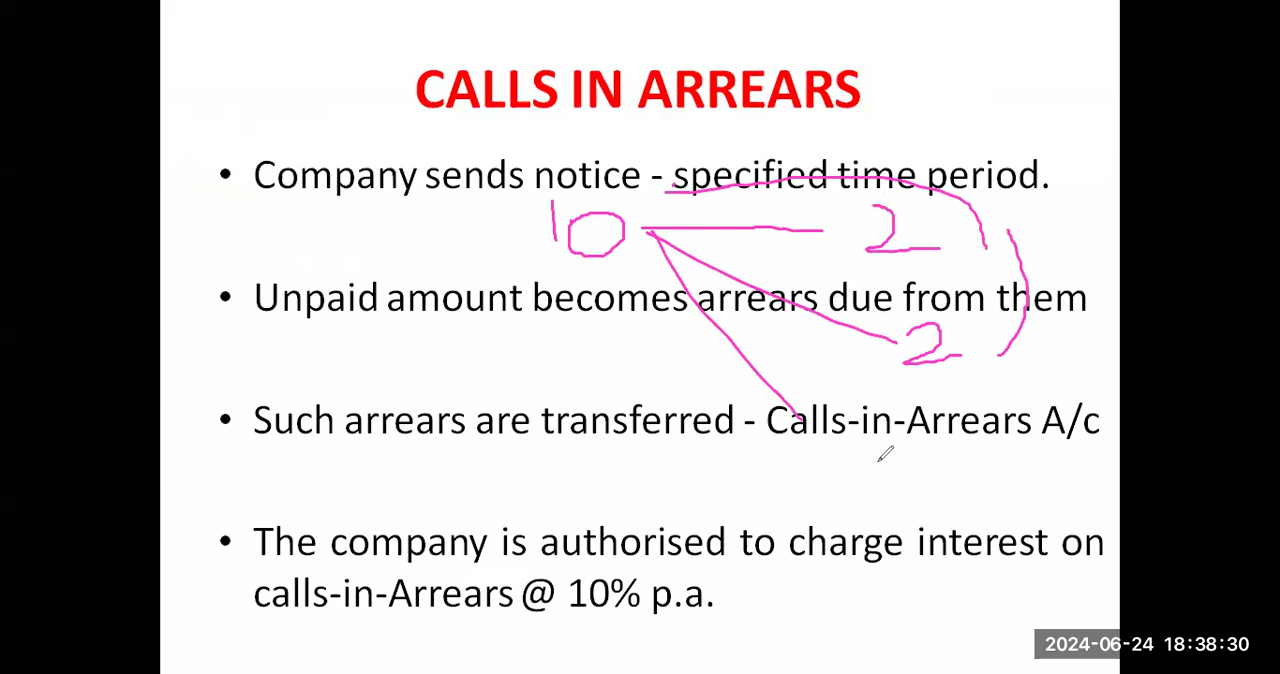 CALLS IN ARREARS
• Company sends notice - specified time period.
10 2
• Unpaid amount becomes arrears due from them
2
• Such arrears are transferred - Calls-in-Arrears A/c
• The company is authorised to charge interest on
calls-in-Arrears @ 10% p.a.
2024-06-24 18:38:30